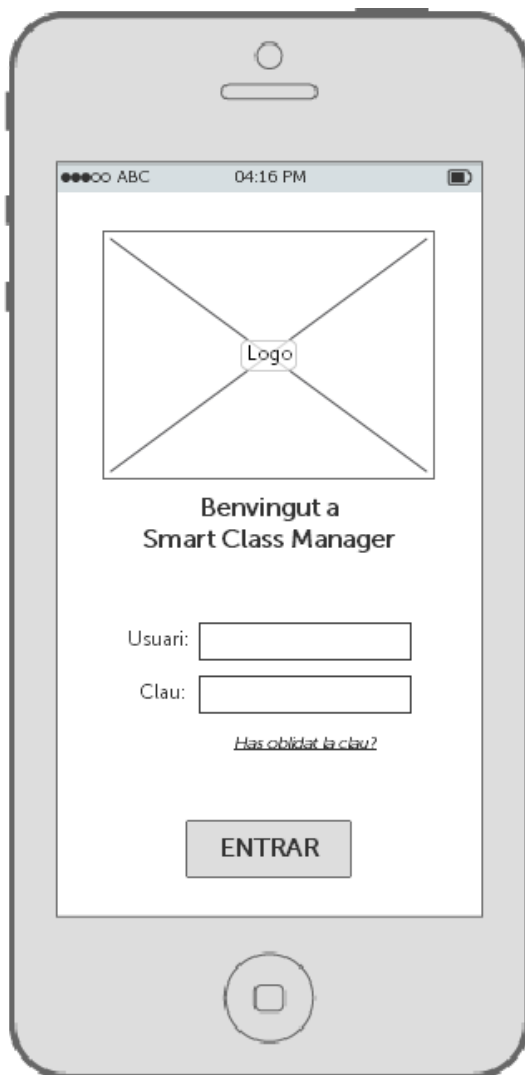 ABC 04:16 PM
Logo
Benvingut a
Smart Class Manager
Usuari:
Clau:
Has oblidat la clau?
ENTRAR